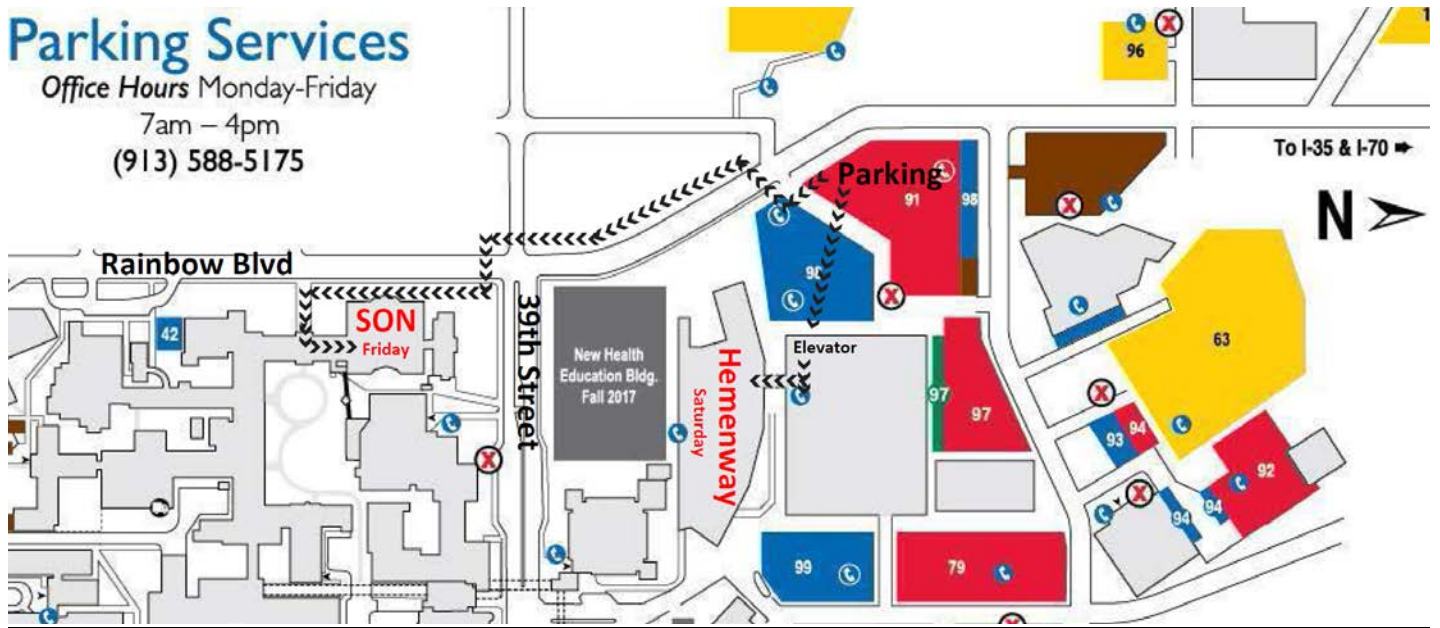 Parking Services
Office Hours Monday-Friday
7am – 4pm
(913) 588-5175
96
1
To I-35 & I-70
N
Parking
91
98
98
Rainbow Blvd
42
SON
Friday
39th Street
New Health
Education Bldg.
Fall 2017
Hemenway
Saturday
Elevator
97
97
63
93
94
92
94
94
99
79
X
X
X
X
X
X
X